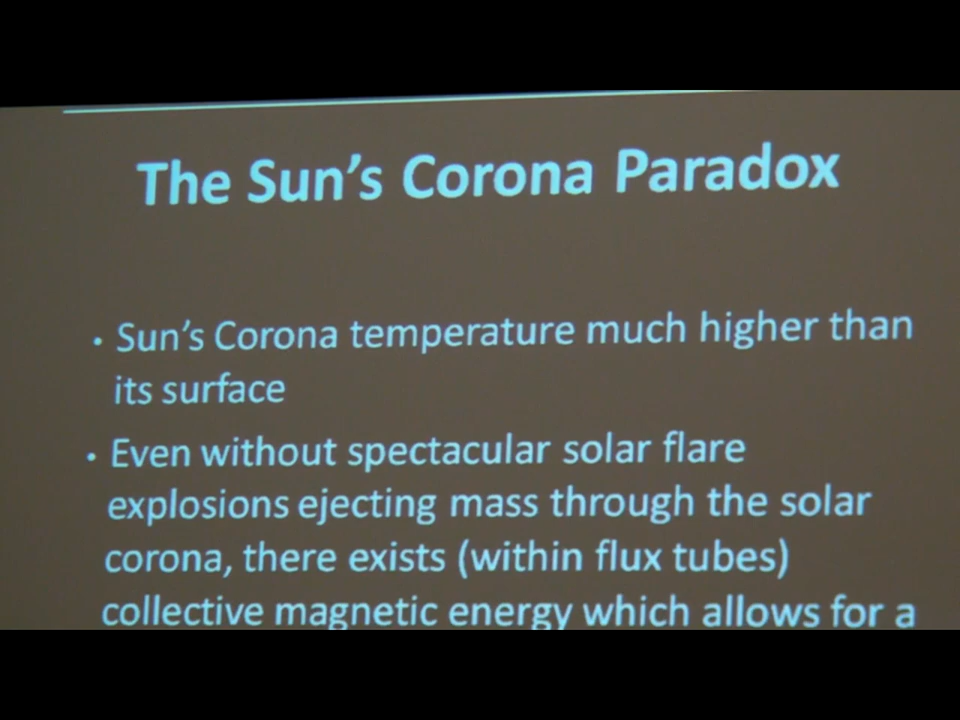 The Sun’s Corona Paradox
• Sun’s Corona temperature much higher than
its surface
• Even without spectacular solar flare
explosions ejecting mass through the solar
corona, there exists (within flux tubes)
collective magnetic energy which allows for a